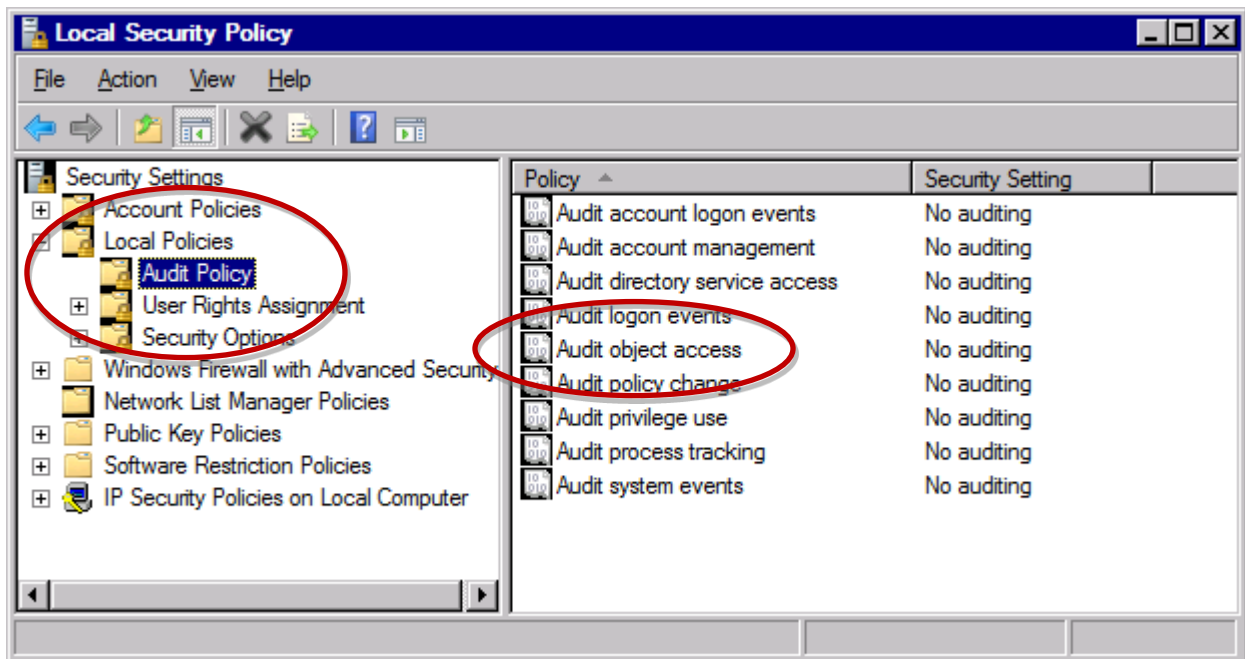 Local Security Policy
File Action View Help
Security Settings
Account Policies
Local Policies
Audit Policy
User Rights Assignment
Security Options
Windows Firewall with Advanced Security
Network List Manager Policies
Public Key Policies
Software Restriction Policies
IP Security Policies on Local Computer
Policy Security Setting
Audit account logon events No auditing
Audit account management No auditing
Audit directory service access No auditing
Audit logon events No auditing
Audit object access No auditing
Audit policy change No auditing
Audit privilege use No auditing
Audit process tracking No auditing
Audit system events No auditing